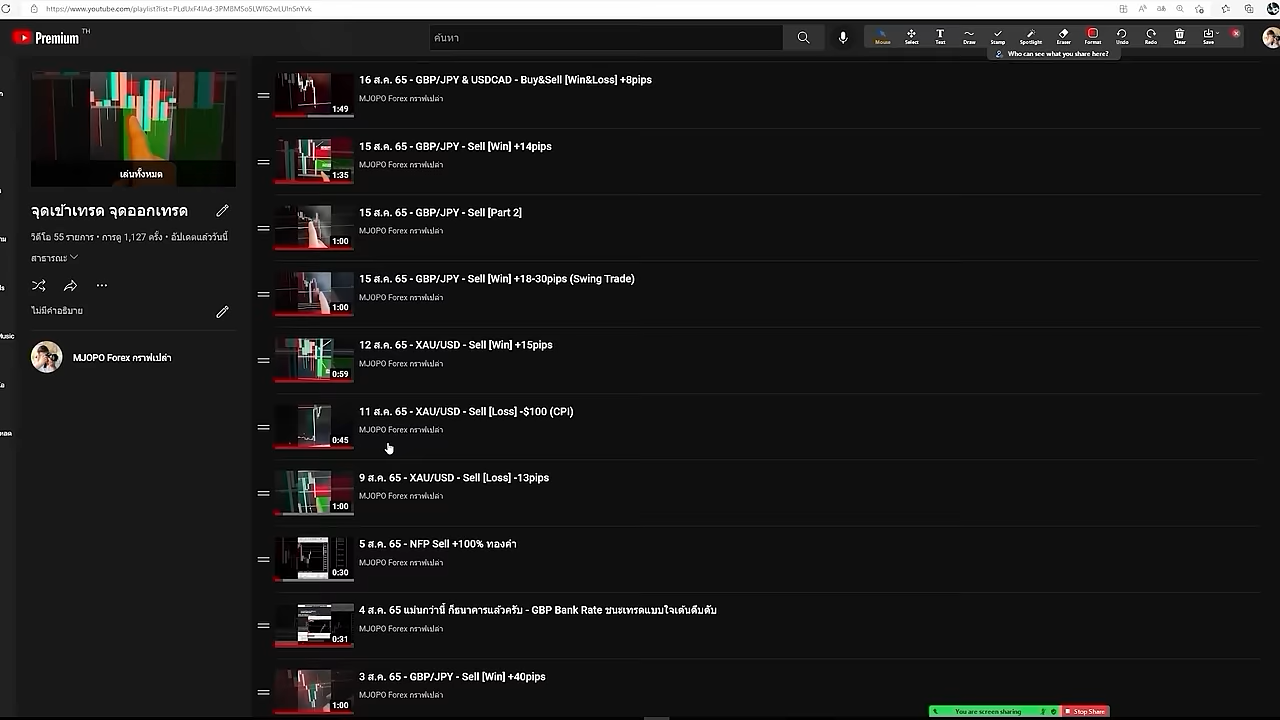 https://www.youtube.com/playlist?list=PLdUxF4IAd-3PMBMSo5LWf62wLUlnSnYvk
Premium TH
ค้นหา
Mouse
Select
Text
Draw
Stamp
Spotlight
Eraser
Format
Undo
Redo
Clear
Save
Who can see what you share here?
เล่นทั้งหมด
จุดเข้าเทรด จุดออกเทรด
วิดีโอ 55 รายการ • การดู 1,127 ครั้ง • อัปเดตแล้ววันนี้
สาธารณะ
ไม่มีคำอธิบาย
MJOPO Forex กราฟเปล่า
Music
16 ส.ค. 65 - GBP/JPY & USDCAD - Buy&Sell [Win&Loss] +8pips
MJOPO Forex กราฟเปล่า
1:49
15 ส.ค. 65 - GBP/JPY - Sell [Win] +14pips
MJOPO Forex กราฟเปล่า
1:35
15 ส.ค. 65 - GBP/JPY - Sell [Part 2]
MJOPO Forex กราฟเปล่า
1:00
15 ส.ค. 65 - GBP/JPY - Sell [Win] +18-30pips (Swing Trade)
MJOPO Forex กราฟเปล่า
1:00
12 ส.ค. 65 - XAU/USD - Sell [Win] +15pips
MJOPO Forex กราฟเปล่า
0:59
11 ส.ค. 65 - XAU/USD - Sell [Loss] -$100 (CPI)
MJOPO Forex กราฟเปล่า
0:45
9 ส.ค. 65 - XAU/USD - Sell [Loss] -13pips
MJOPO Forex กราฟเปล่า
1:00
5 ส.ค. 65 - NFP Sell +100% ทองคำ
MJOPO Forex กราฟเปล่า
0:30
4 ส.ค. 65 แม่นกว่านี้ ก็ธนาคารแล้วครับ - GBP Bank Rate ชนะเทรดแบบใจเต้นตึบตับ
MJOPO Forex กราฟเปล่า
0:31
3 ส.ค. 65 - GBP/JPY - Sell [Win] +40pips
MJOPO Forex กราฟเปล่า
1:00
You are screen sharing
Stop Share